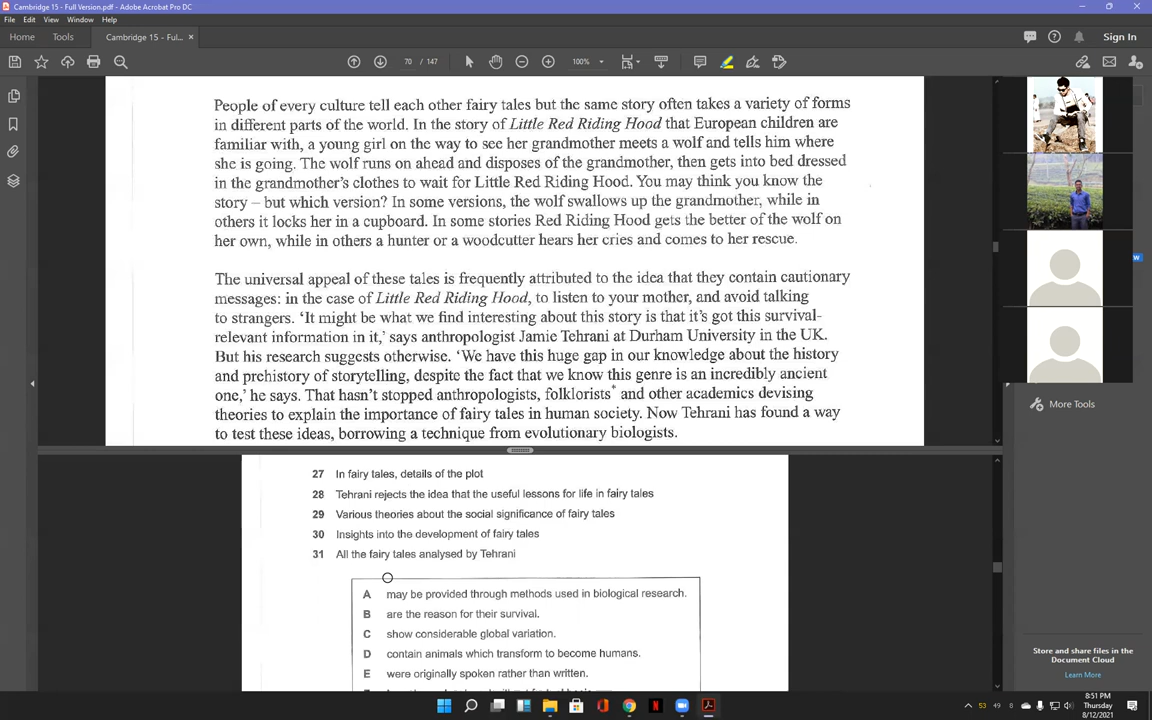 Cambridge 15 - Full Version.pdf - Adobe Acrobat Pro DC
File Edit View Window Help
Home Tools Cambridge 15 - Ful... × Sign In
70 / 147 100%
People of every culture tell each other fairy tales but the same story often takes a variety of forms
in different parts of the world. In the story of Little Red Riding Hood that European children are
familiar with, a young girl on the way to see her grandmother meets a wolf and tells him where
she is going. The wolf runs on ahead and disposes of the grandmother, then gets into bed dressed
in the grandmother's clothes to wait for Little Red Riding Hood. You may think you know the
story – but which version? In some versions, the wolf swallows up the grandmother, while in
others it locks her in a cupboard. In some stories Red Riding Hood gets the better of the wolf on
her own, while in others a hunter or a woodcutter hears her cries and comes to her rescue.
The universal appeal of these tales is frequently attributed to the idea that they contain cautionary
messages: in the case of Little Red Riding Hood, to listen to your mother, and avoid talking
to strangers. 'It might be what we find interesting about this story is that it's got this survival-
relevant information in it,' says anthropologist Jamie Tehrani at Durham University in the UK.
But his research suggests otherwise. 'We have this huge gap in our knowledge about the history
and prehistory of storytelling, despite the fact that we know this genre is an incredibly ancient
one,' he says. That hasn't stopped anthropologists, folklorists* and other academics devising
theories to explain the importance of fairy tales in human society. Now Tehrani has found a way
to test these ideas, borrowing a technique from evolutionary biologists.
More Tools
27 In fairy tales, details of the plot
28 Tehrani rejects the idea that the useful lessons for life in fairy tales
29 Various theories about the social significance of fairy tales
30 Insights into the development of fairy tales
31 All the fairy tales analysed by Tehrani
A may be provided through methods used in biological research.
B are the reason for their survival.
C show considerable global variation.
D contain animals which transform to become humans.
E were originally spoken rather than written.
Store and share files in the
Document Cloud
Learn More
53 49 8
8:51 PM
Thursday
8/12/2021